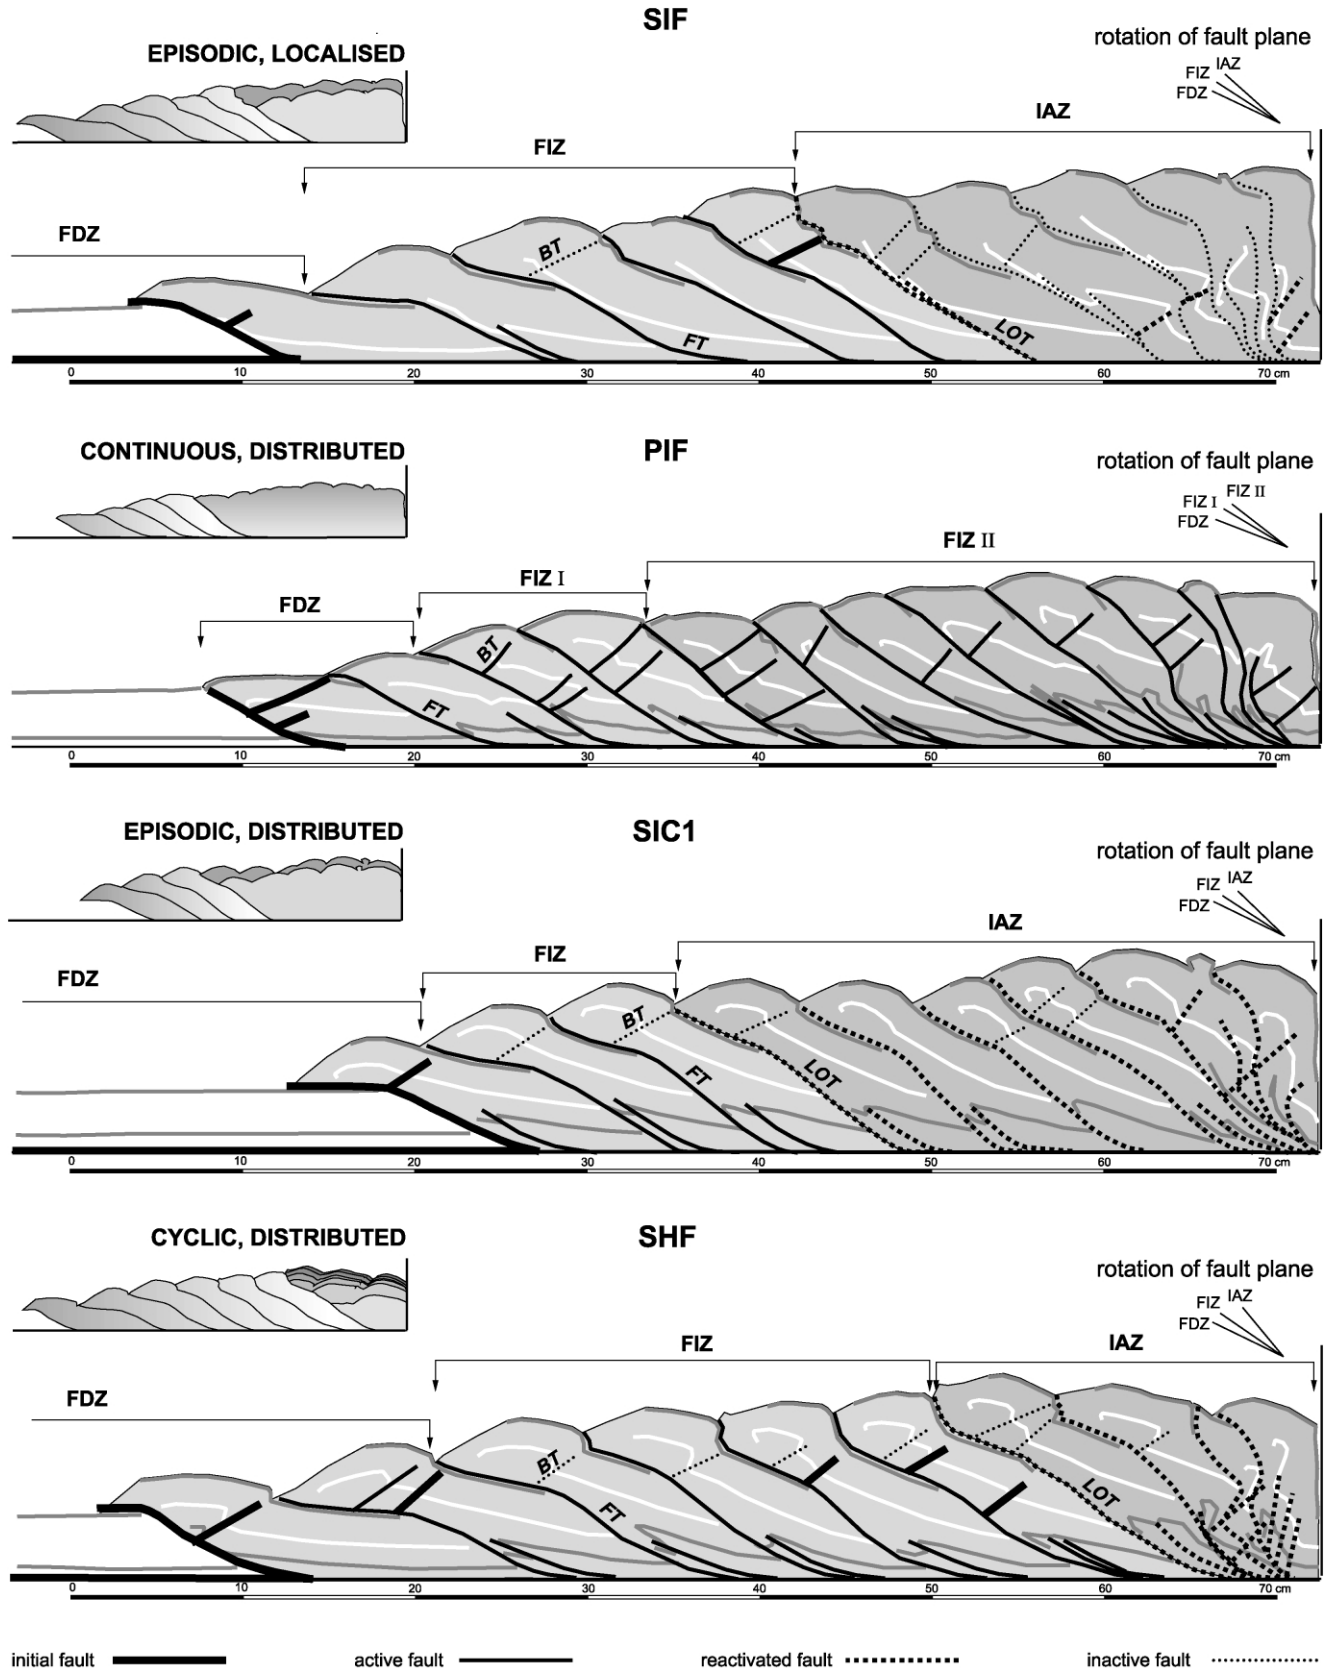 SIF
EPISODIC, LOCALISED
rotation of fault plane
FIZ IAZ
FDZ
IAZ
FIZ
FDZ
BT
FT
LOT
0 10 20 30 40 50 60 70 cm
CONTINUOUS, DISTRIBUTED
PIF
rotation of fault plane
FIZ I FIZ II
FDZ
FIZ II
FIZ I
FDZ
BT
FT
0 10 20 30 40 50 60 70 cm
EPISODIC, DISTRIBUTED
SIC1
rotation of fault plane
FIZ IAZ
FDZ
IAZ
FIZ
FDZ
BT
FT
LOT
0 10 20 30 40 50 60 70 cm
CYCLIC, DISTRIBUTED
SHF
rotation of fault plane
FIZ IAZ
FDZ
FIZ
IAZ
FDZ
BT
FT
LOT
0 10 20 30 40 50 60 70 cm
initial fault active fault reactivated fault inactive fault